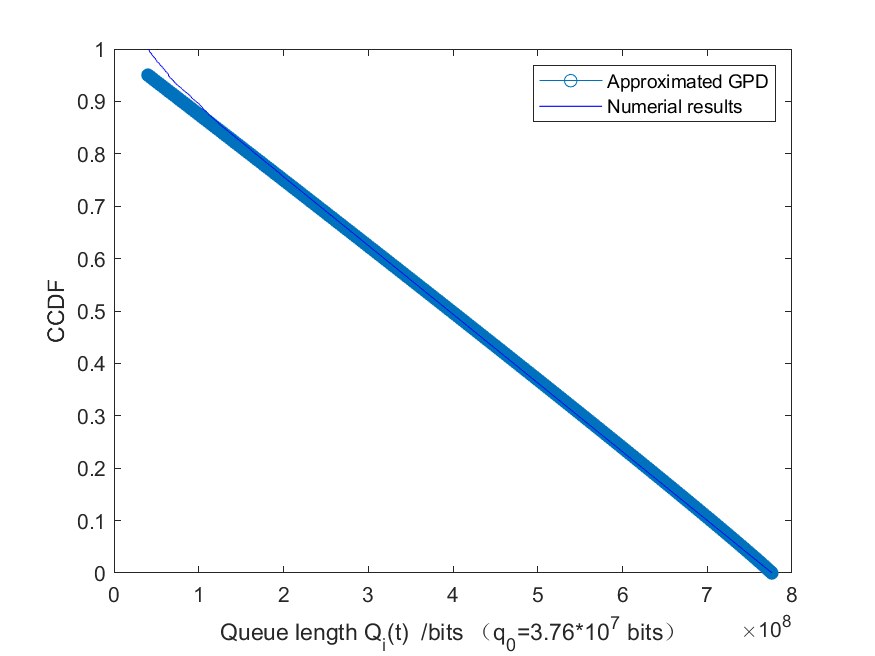 1
0.9
0.8
0.7
0.6
0.5
0.4
0.3
0.2
0.1
0
CCDF
Approximated GPD
Numerial results
0 1 2 3 4 5 6 7 8
×10^8
Queue length Q_i(t) /bits （q_0=3.76*10^7 bits）